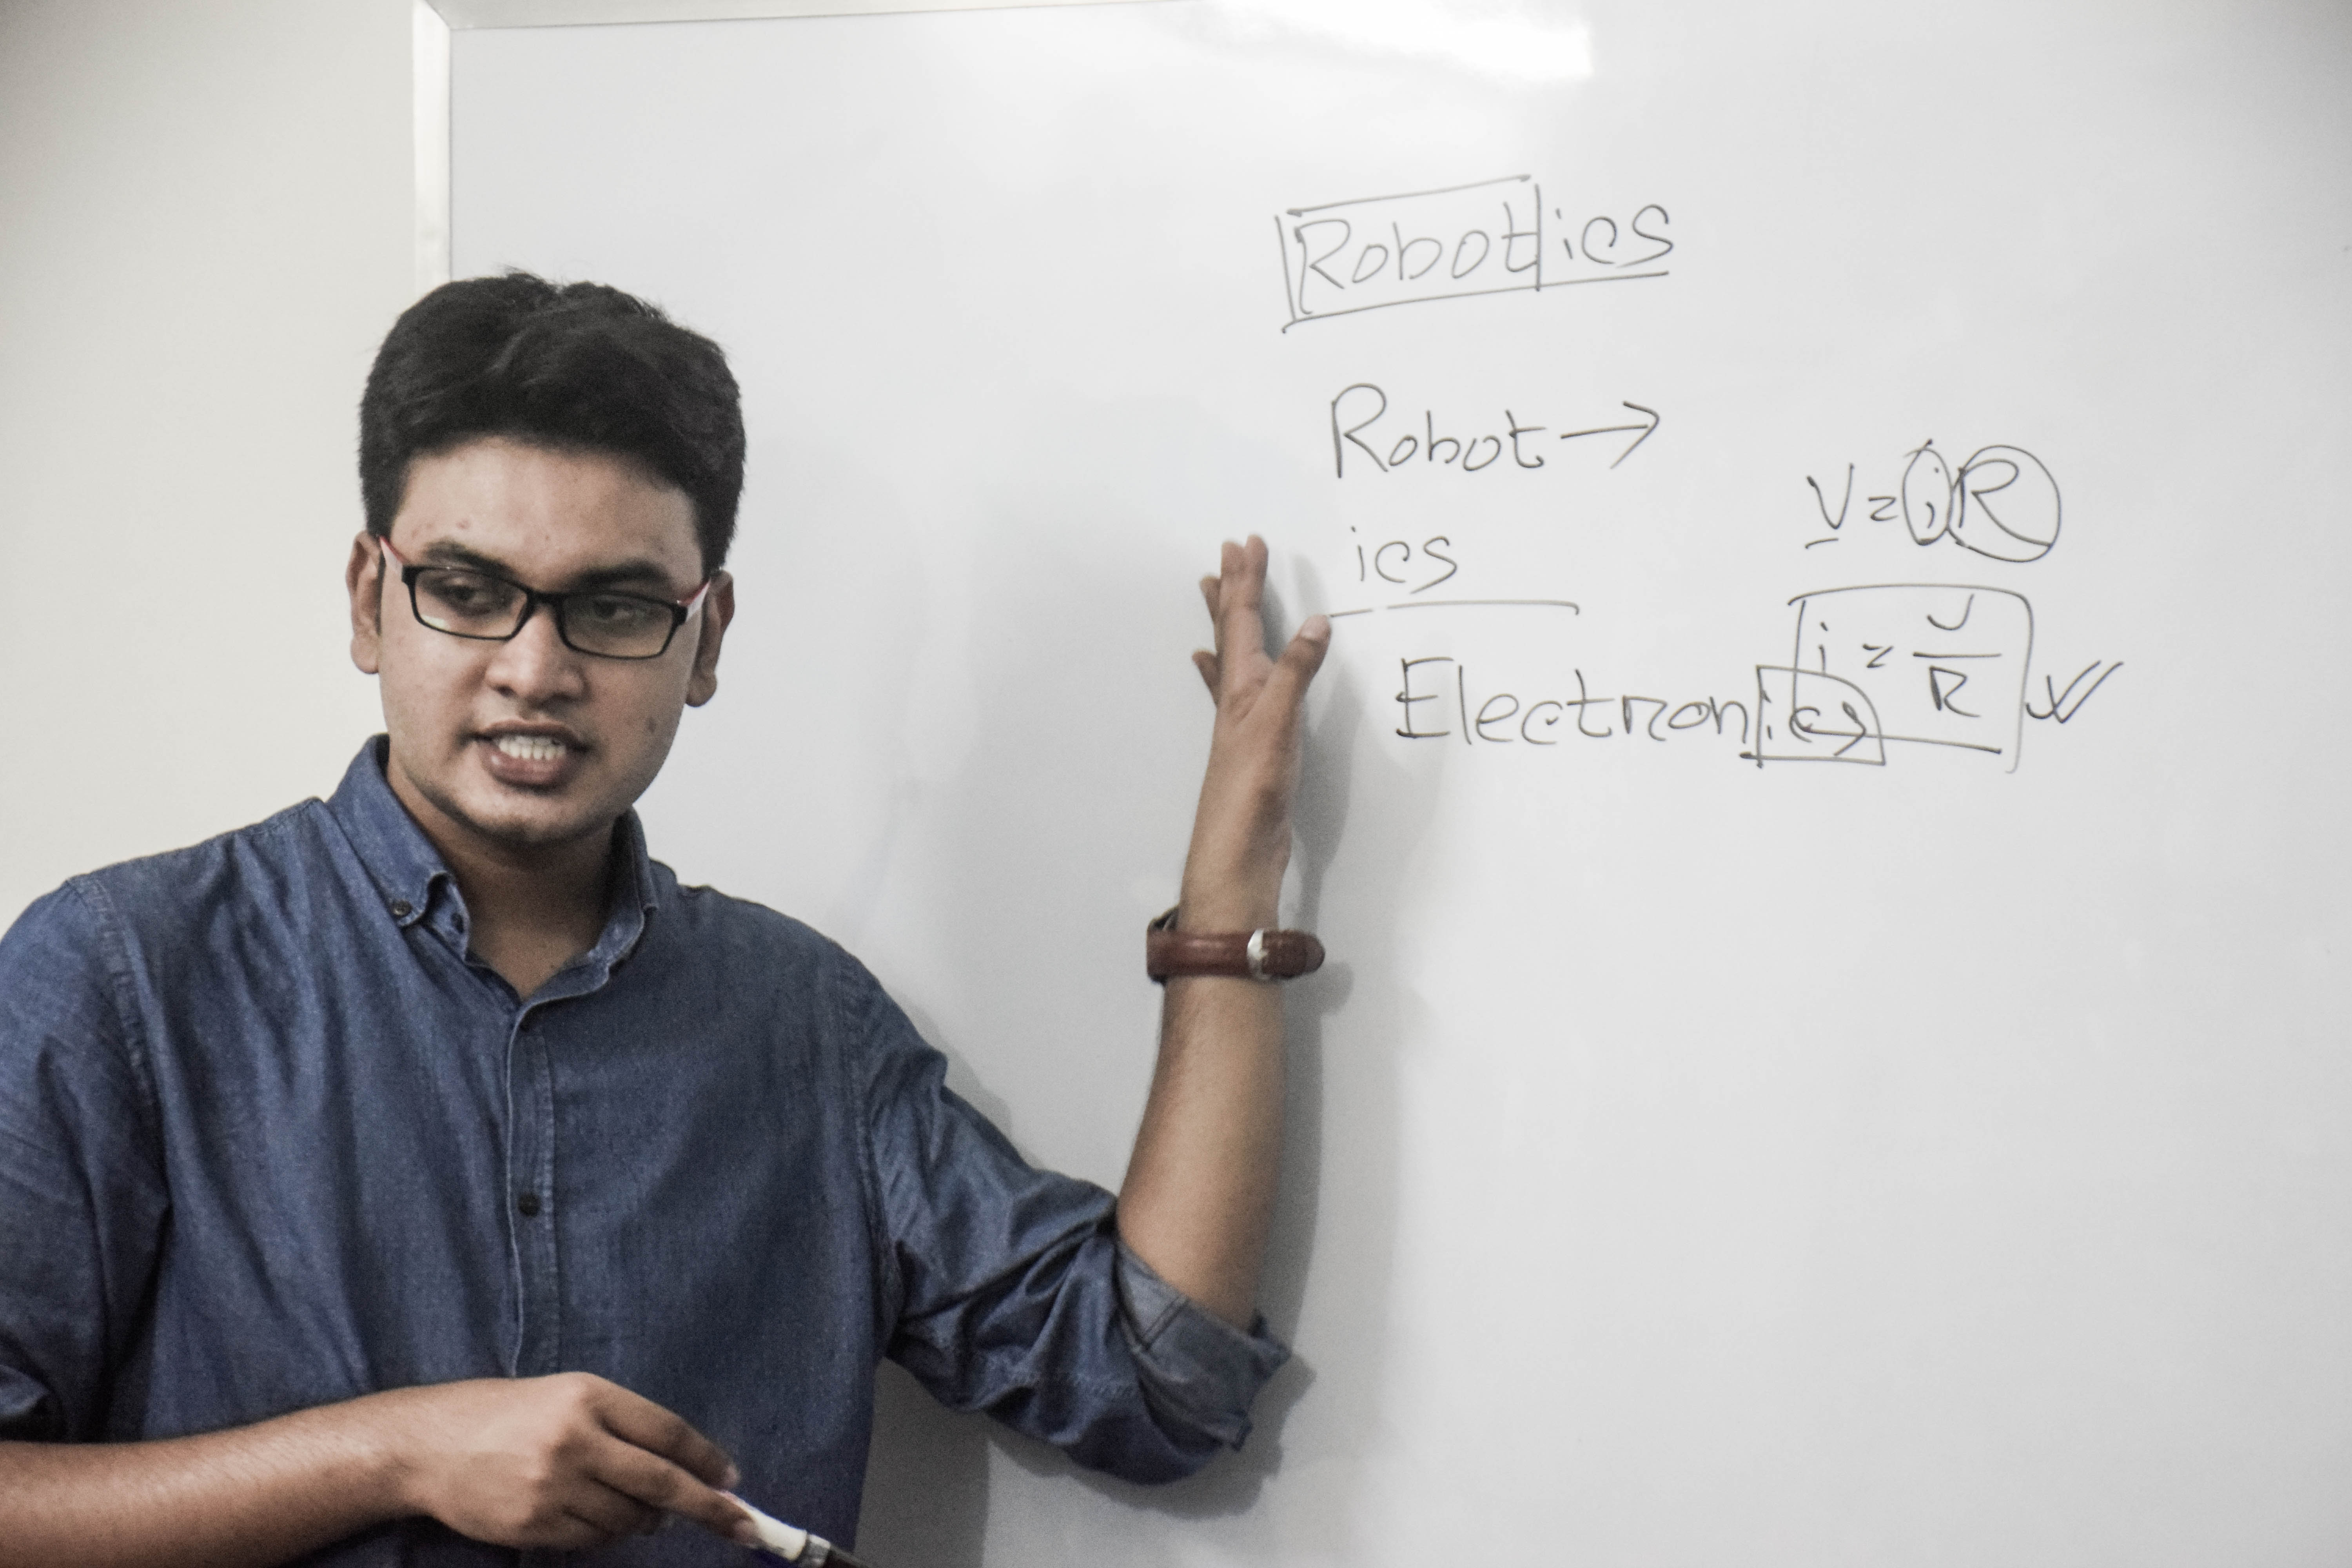 Robotics
Robot →
ics
Electronics
V = iR
i = V/R